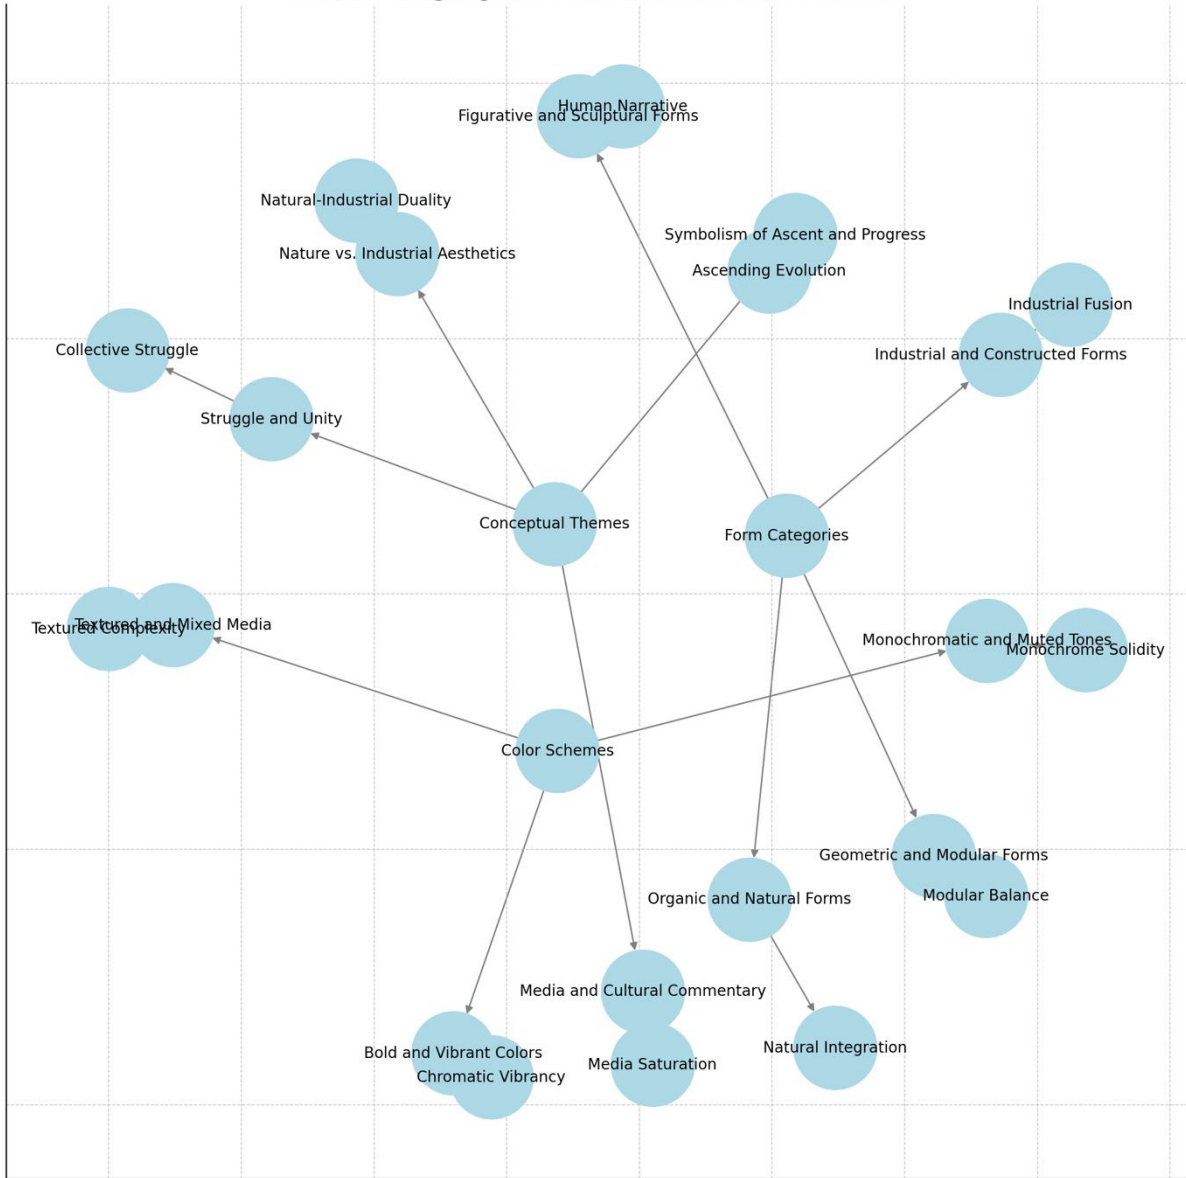 Human Narrative
Figurative and Sculptural Forms
Natural-Industrial Duality
Symbolism of Ascent and Progress
Nature vs. Industrial Aesthetics
Ascending Evolution
Industrial Fusion
Collective Struggle
Industrial and Constructed Forms
Struggle and Unity
Conceptual Themes
Form Categories
Textured and Mixed Media
Textured Complexity
Monochromatic and Muted Tones
Monochrome Solidity
Color Schemes
Geometric and Modular Forms
Modular Balance
Organic and Natural Forms
Media and Cultural Commentary
Natural Integration
Bold and Vibrant Colors
Media Saturation
Chromatic Vibrancy